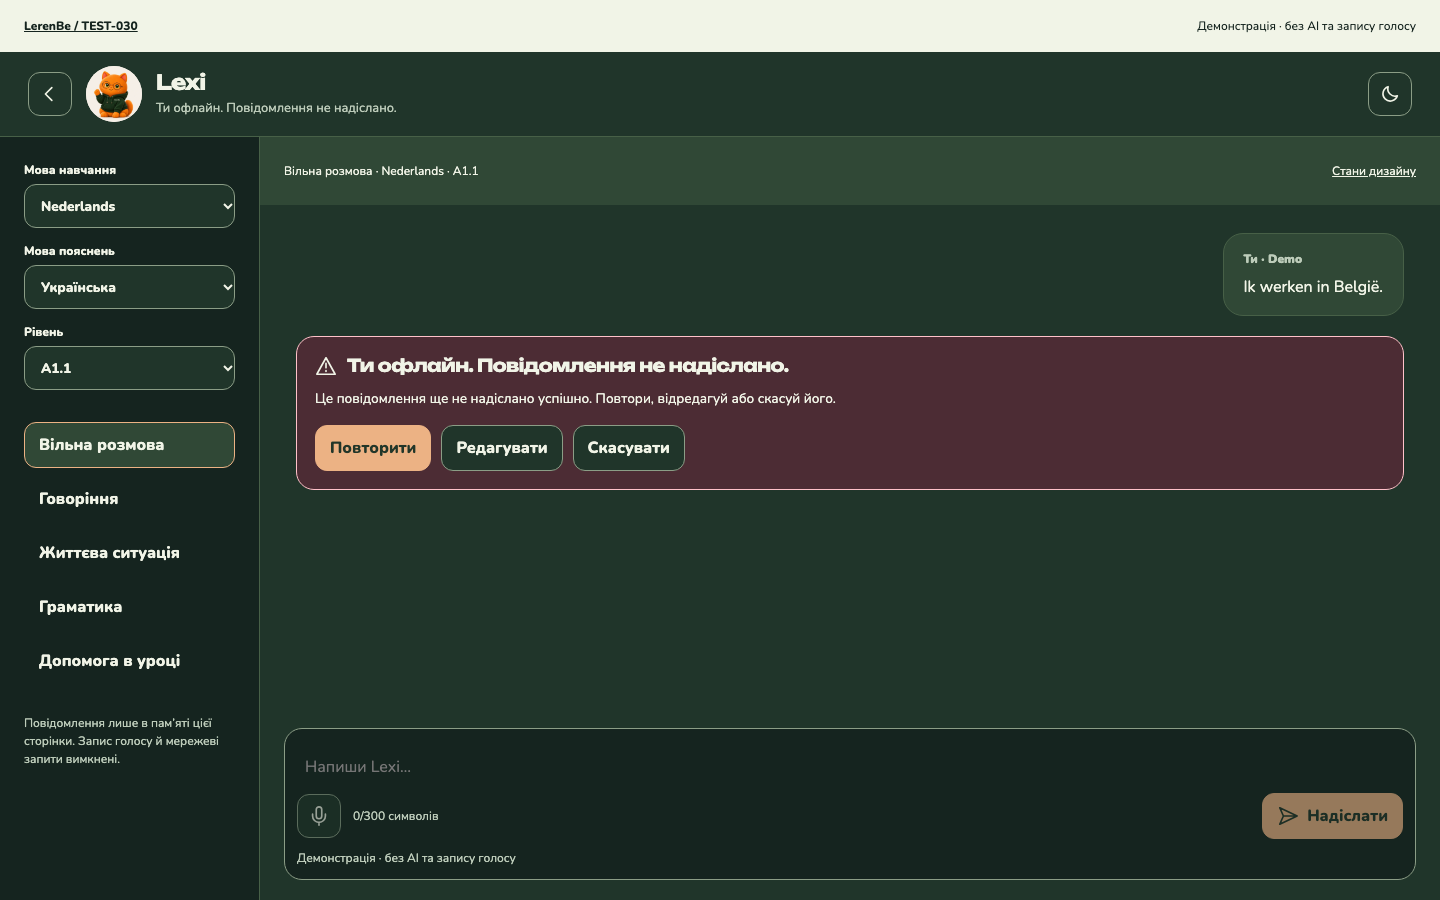 LerenBe / TEST-030
Демонстрація · без AI та запису голосу
Lexi
Ти офлайн. Повідомлення не надіслано.
Мова навчання
Nederlands
Мова пояснень
Українська
Рівень
A1.1
Вільна розмова
Говоріння
Життєва ситуація
Граматика
Допомога в уроці
Повідомлення лише в пам'яті цієї
сторінки. Запис голосу й мережеві
запити вимкнені.
Вільна розмова · Nederlands · A1.1
Стани дизайну
Ти · Demo
Ik werken in België.
Ти офлайн. Повідомлення не надіслано.
Це повідомлення ще не надіслано успішно. Повтори, відредагуй або скасуй його.
Повторити
Редагувати
Скасувати
Напиши Lexi...
0/300 символів
Надіслати
Демонстрація · без AI та запису голосу